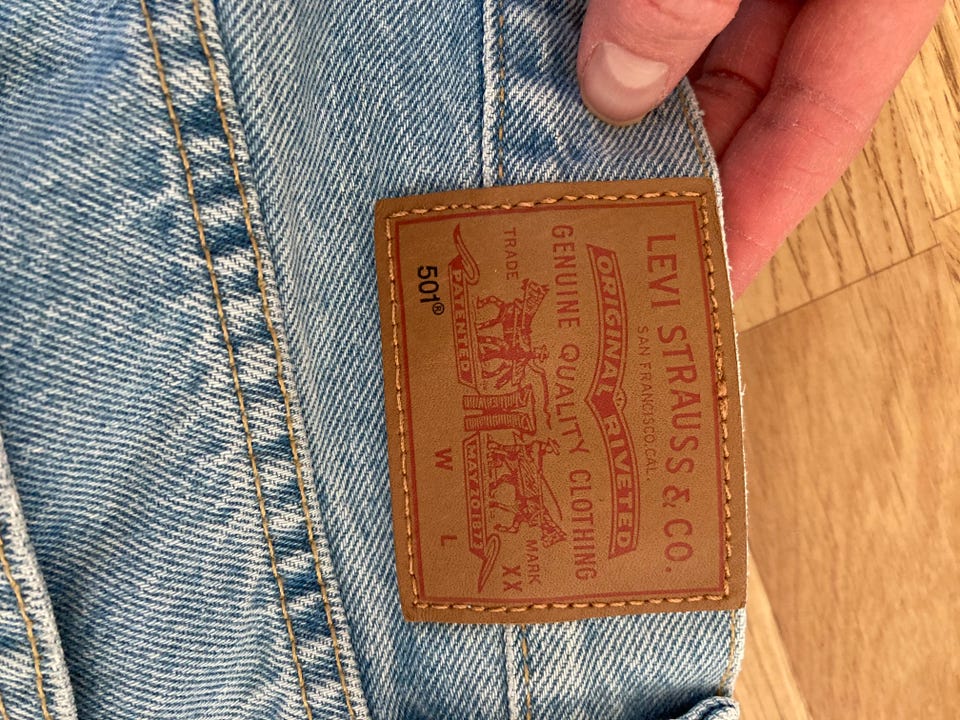 LEVI STRAUSS & CO.
SAN FRANCISCO, CAL.
ORIGINAL RIVETED
GENUINE QUALITY CLOTHING
TRADE MARK
XX
PATENTED MAY 20 1873
501® W L